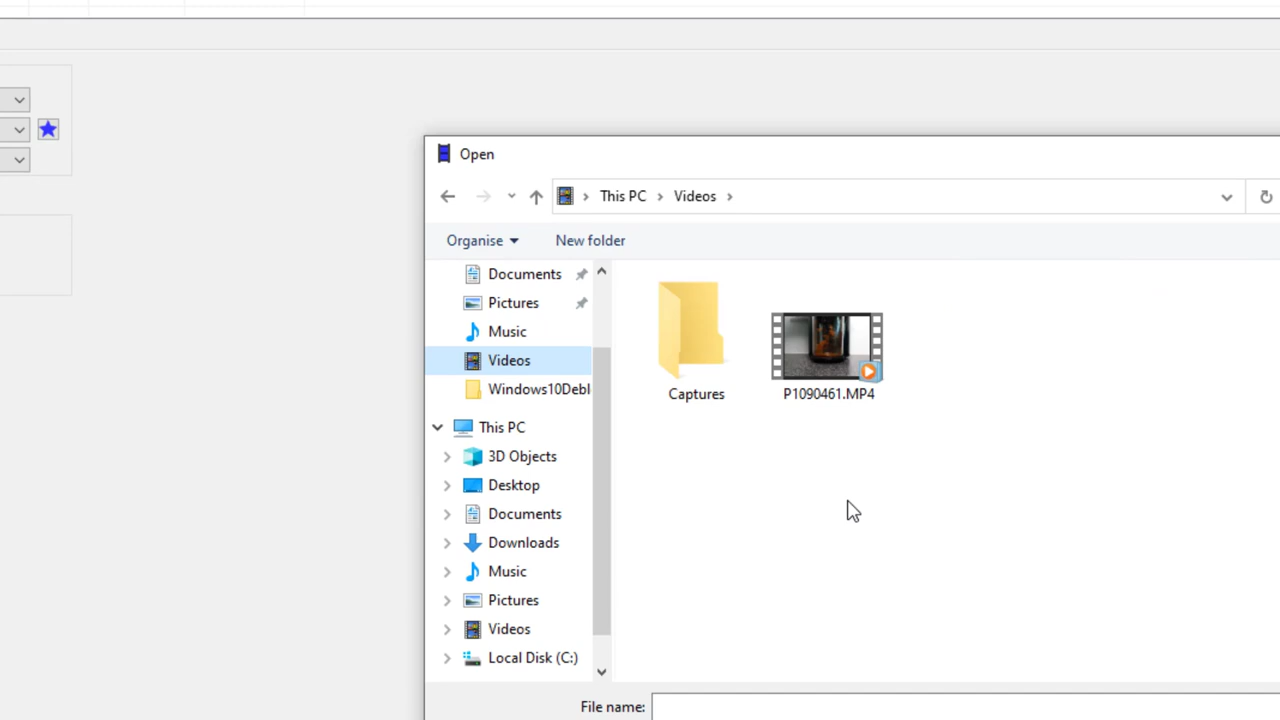 Open
This PC
Videos
Organise
New folder
Documents
Pictures
Music
Videos
Windows10Debl
This PC
3D Objects
Desktop
Documents
Downloads
Music
Pictures
Videos
Local Disk (C:)
Captures
P1090461.MP4
File name: